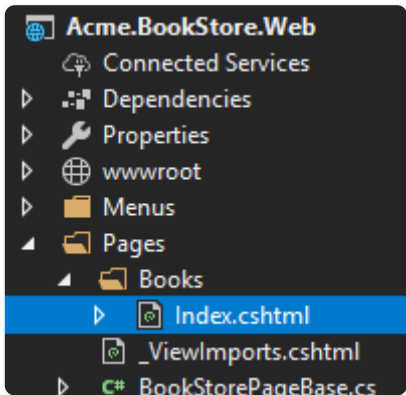 Acme.BookStore.Web
Connected Services
Dependencies
Properties
wwwroot
Menus
Pages
Books
Index.cshtml
_ViewImports.cshtml
C# BookStorePageBase.cs